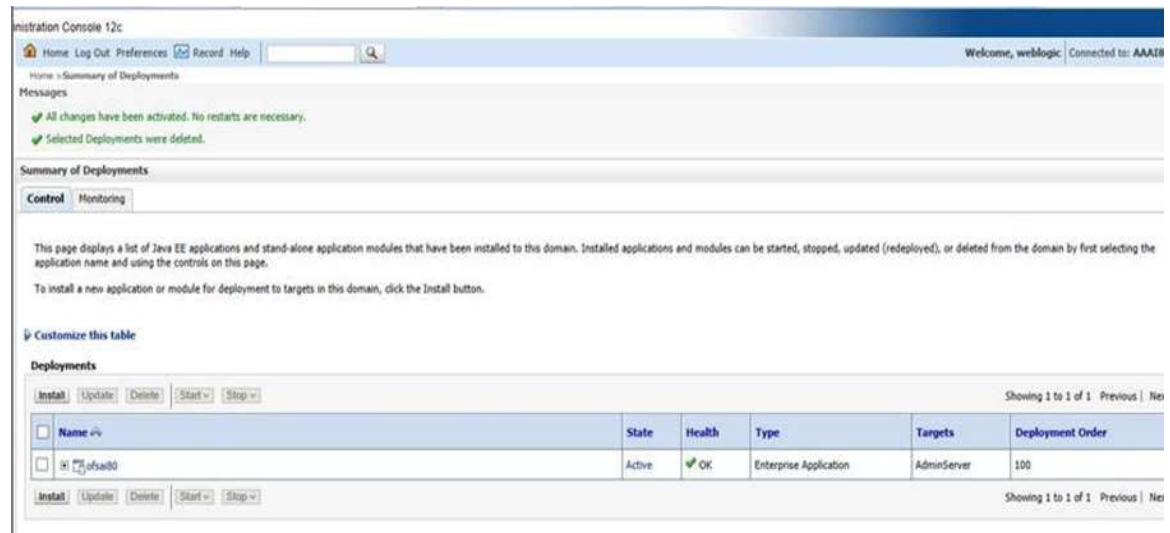 nistration Console 12c
Home Log Out Preferences Record Help
Welcome, weblogic Connected to: AAAI8
Home >Summary of Deployments
Messages
All changes have been activated. No restarts are necessary.
Selected Deployments were deleted.
Summary of Deployments
Control Monitoring
This page displays a list of Java EE applications and stand-alone application modules that have been installed to this domain. Installed applications and modules can be started, stopped, updated (redeployed), or deleted from the domain by first selecting the
application name and using the controls on this page.
To install a new application or module for deployment to targets in this domain, click the Install button.
Customize this table
Deployments
Install Update Delete Start Stop
Showing 1 to 1 of 1 Previous | Nex
Name State Health Type Targets Deployment Order
ofsai80 Active OK Enterprise Application AdminServer 100
Install Update Delete Start Stop
Showing 1 to 1 of 1 Previous | Nex